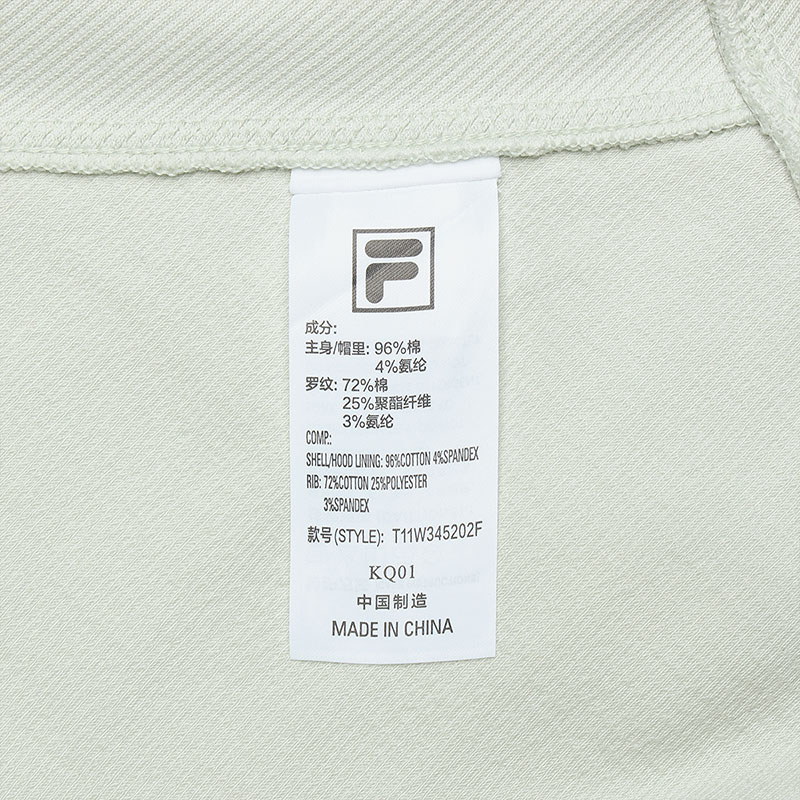 F
成分:
主身/帽里: 96%棉
4%氨纶
罗纹: 72%棉
25%聚酯纤维
3%氨纶
COMP.:
SHELL/HOOD LINING: 96%COTTON 4%SPANDEX
RIB: 72%COTTON 25%POLYESTER
3%SPANDEX
款号(STYLE): T11W345202F
KQ01
中国制造
MADE IN CHINA